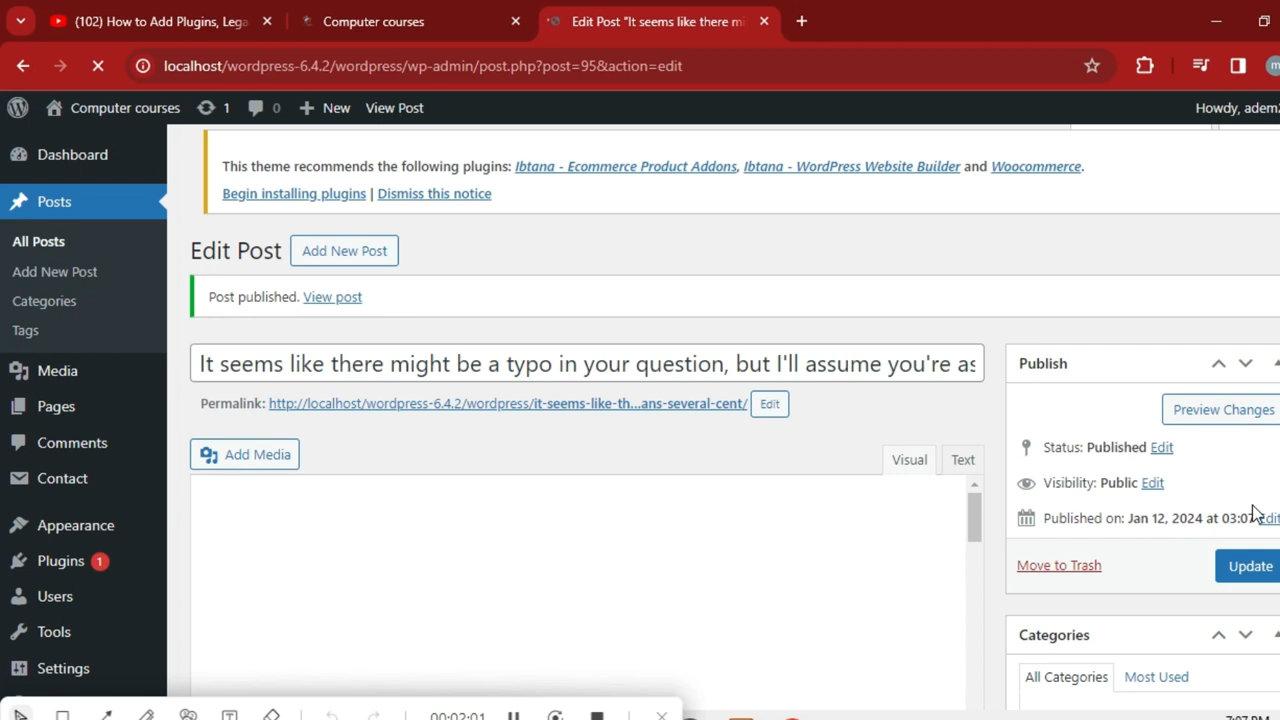 (102) How to Add Plugins, Lega
Computer courses
Edit Post "It seems like there mi
localhost/wordpress-6.4.2/wordpress/wp-admin/post.php?post=95&action=edit
Computer courses 1 0 New View Post
Howdy, adem
This theme recommends the following plugins: Ibtana - Ecommerce Product Addons, Ibtana - WordPress Website Builder and Woocommerce.
Begin installing plugins | Dismiss this notice
Dashboard
Posts
All Posts
Add New Post
Categories
Tags
Media
Pages
Comments
Contact
Appearance
Plugins 1
Users
Tools
Settings
Edit Post Add New Post
Post published. View post
It seems like there might be a typo in your question, but I'll assume you're as
Permalink: http://localhost/wordpress-6.4.2/wordpress/it-seems-like-th...ans-several-cent/ Edit
Add Media
Visual Text
Publish
Preview Changes
Status: Published Edit
Visibility: Public Edit
Published on: Jan 12, 2024 at 03:07 Edit
Move to Trash Update
Categories
All Categories Most Used
00:02:01
7:07 PM